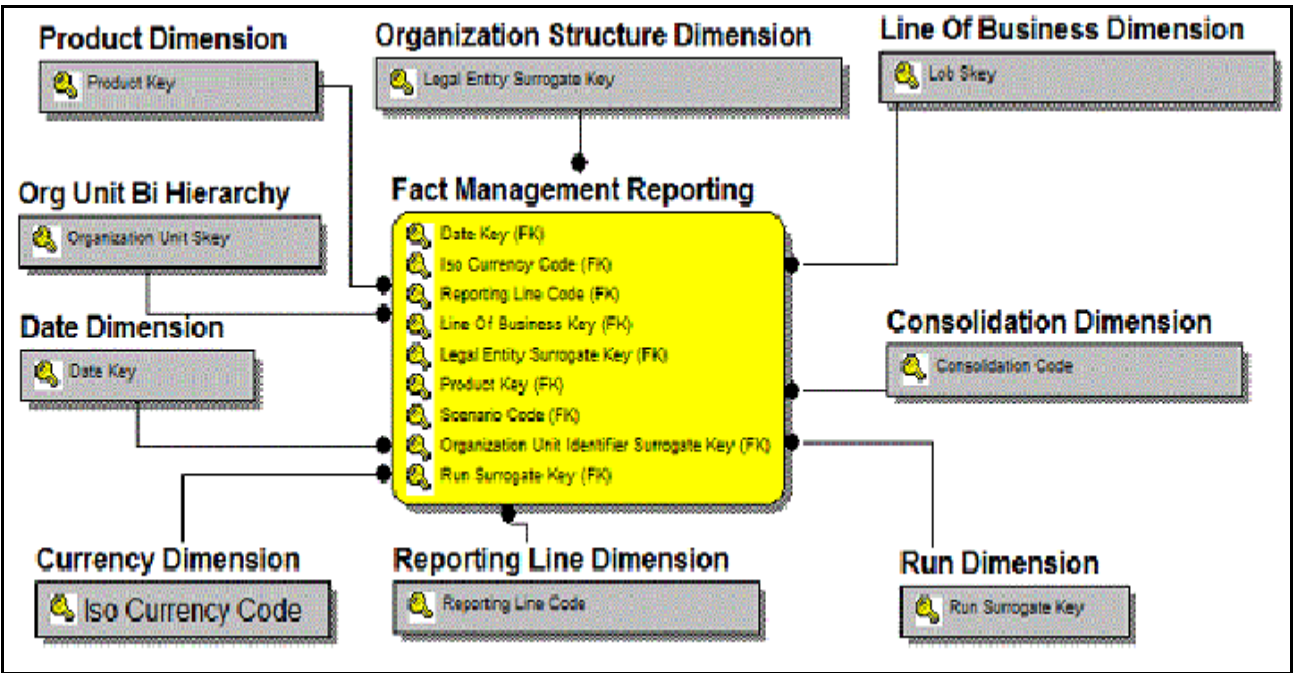 Product Dimension
Product Key
Organization Structure Dimension
Legal Entity Surrogate Key
Line Of Business Dimension
Lob Skey
Org Unit Bi Hierarchy
Organization Unit Skey
Date Dimension
Date Key
Fact Management Reporting
Date Key (FK)
Iso Currency Code (FK)
Reporting Line Code (FK)
Line Of Business Key (FK)
Legal Entity Surrogate Key (FK)
Product Key (FK)
Scenario Code (FK)
Organization Unit Identifier Surrogate Key (FK)
Run Surrogate Key (FK)
Consolidation Dimension
Consolidation Code
Currency Dimension
Iso Currency Code
Reporting Line Dimension
Reporting Line Code
Run Dimension
Run Surrogate Key